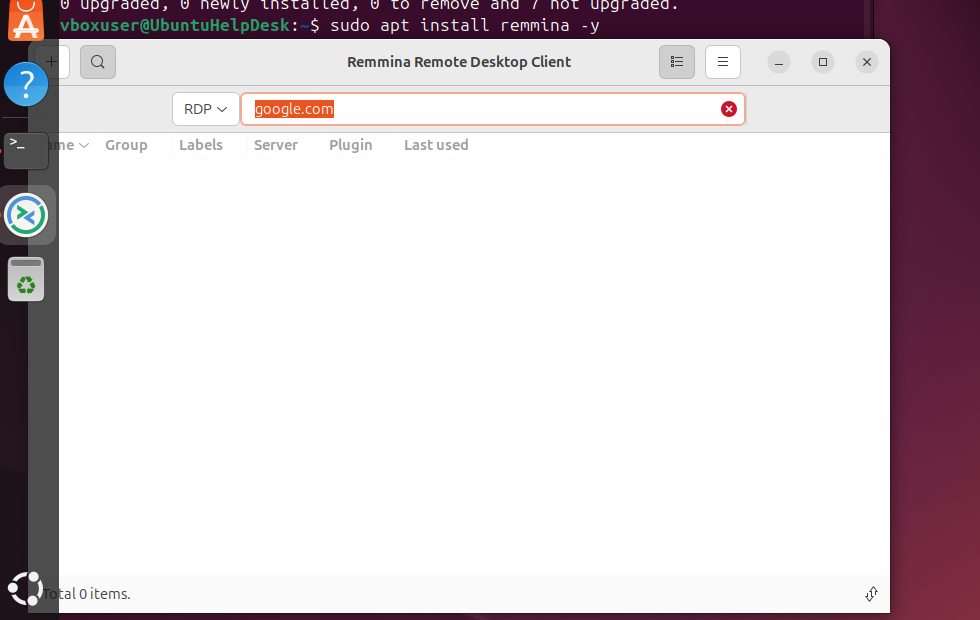 0 upgraded, 0 newly installed, 0 to remove and 7 not upgraded.
vboxuser@UbuntuHelpDesk:~$ sudo apt install remmina -y
Remmina Remote Desktop Client
RDP google.com
ame Group Labels Server Plugin Last used
Total 0 items.